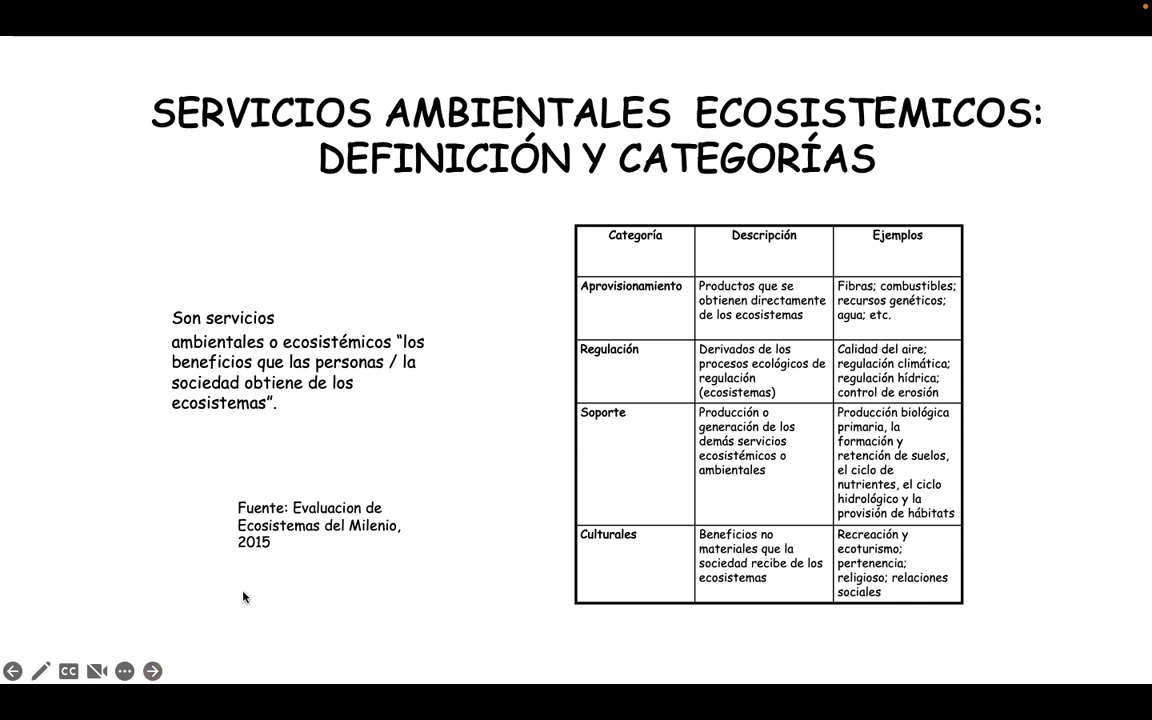 SERVICIOS AMBIENTALES ECOSISTEMICOS:
DEFINICIÓN Y CATEGORÍAS
Son servicios
ambientales o ecosistémicos “los
beneficios que las personas / la
sociedad obtiene de los
ecosistemas”.
Fuente: Evaluacion de
Ecosistemas del Milenio,
2015
Categoría
Descripción
Ejemplos
Aprovisionamiento
Productos que se
obtienen directamente
de los ecosistemas
Fibras; combustibles;
recursos genéticos;
agua; etc.
Regulación
Derivados de los
procesos ecológicos de
regulación
(ecosistemas)
Calidad del aire;
regulación climática;
regulación hídrica;
control de erosión
Soporte
Producción o
generación de los
demás servicios
ecosistémicos o
ambientales
Producción biológica
primaria, la
formación y
retención de suelos,
el ciclo de
nutrientes, el ciclo
hidrológico y la
provisión de hábitats
Culturales
Beneficios no
materiales que la
sociedad recibe de los
ecosistemas
Recreación y
ecoturismo;
pertenencia;
religioso; relaciones
sociales
CC